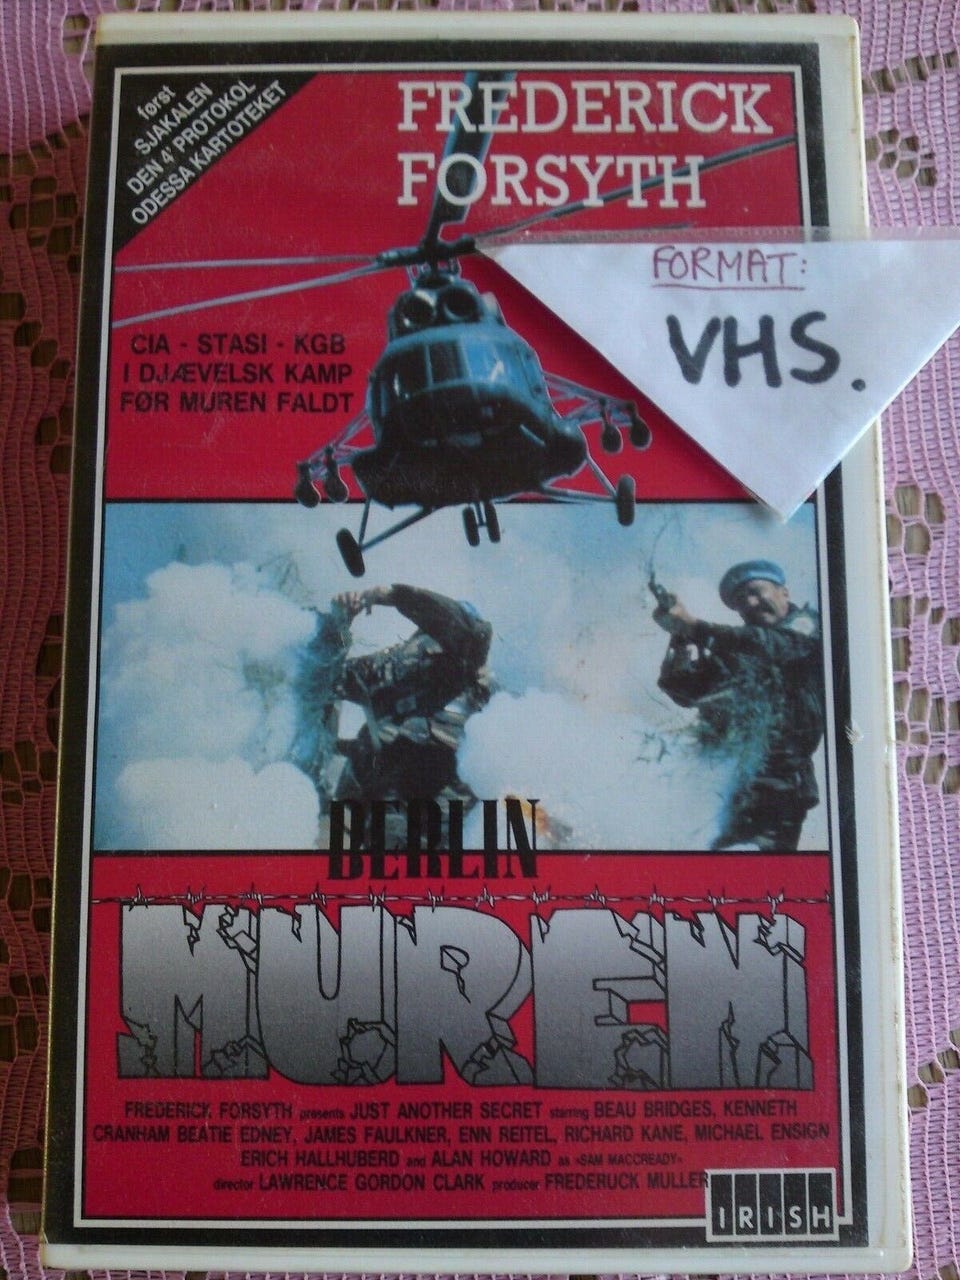 først
SJAKALEN
DEN 4' PROTOKOL
ODESSA KARTOTEKET
FREDERICK
FORSYTH
FORMAT:
VHS.
CIA - STASI - KGB
I DJÆVELSK KAMP
FØR MUREN FALDT
BERLIN
MUREN
FREDERICK FORSYTH presents JUST ANOTHER SECRET starring BEAU BRIDGES, KENNETH
CRANHAM BEATIE EDNEY, JAMES FAULKNER, ENN REITEL, RICHARD KANE, MICHAEL ENSIGN
ERICH HALLHUBERD and ALAN HOWARD as »SAM MACCREADY«
director LAWRENCE GORDON CLARK producer FREDERUCK MULLER
IRISH